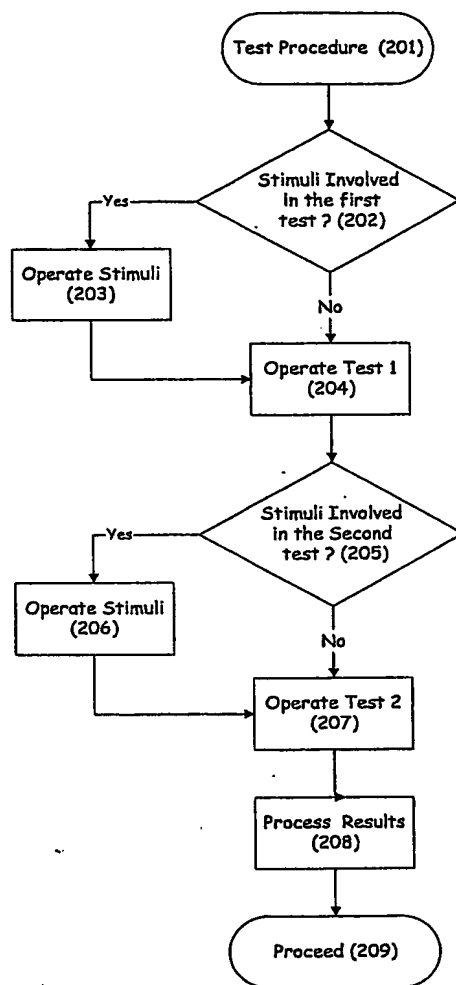 Test Procedure (201)
Stimuli Involved
In the first
test ? (202)
Yes
Operate Stimuli
(203)
No
Operate Test 1
(204)
Stimuli Involved
in the Second
test ? (205)
Yes
Operate Stimuli
(206)
No
Operate Test 2
(207)
Process Results
(208)
Proceed (209)